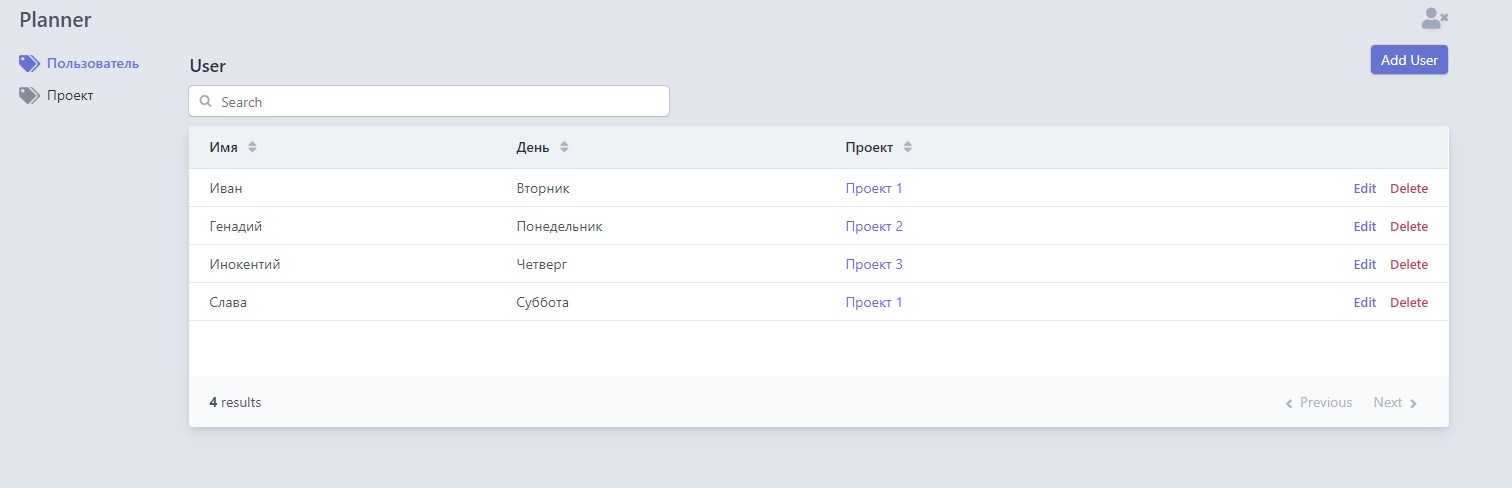 Planner
Пользователь
Проект
User
Add User
Search
Имя День Проект
Иван Вторник Проект 1 Edit Delete
Генадий Понедельник Проект 2 Edit Delete
Инокентий Четверг Проект 3 Edit Delete
Слава Суббота Проект 1 Edit Delete
4 results Previous Next